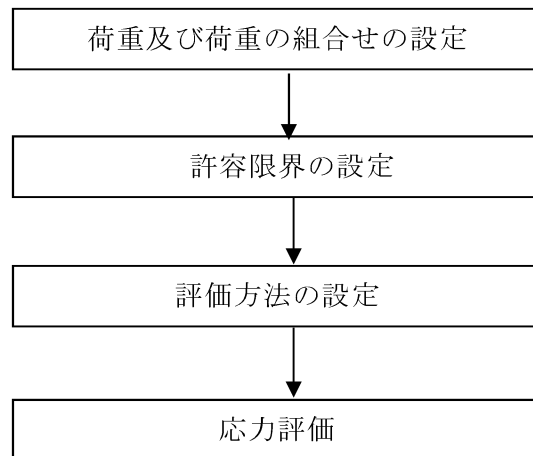 荷重及び荷重の組合せの設定
許容限界の設定
評価方法の設定
応力評価